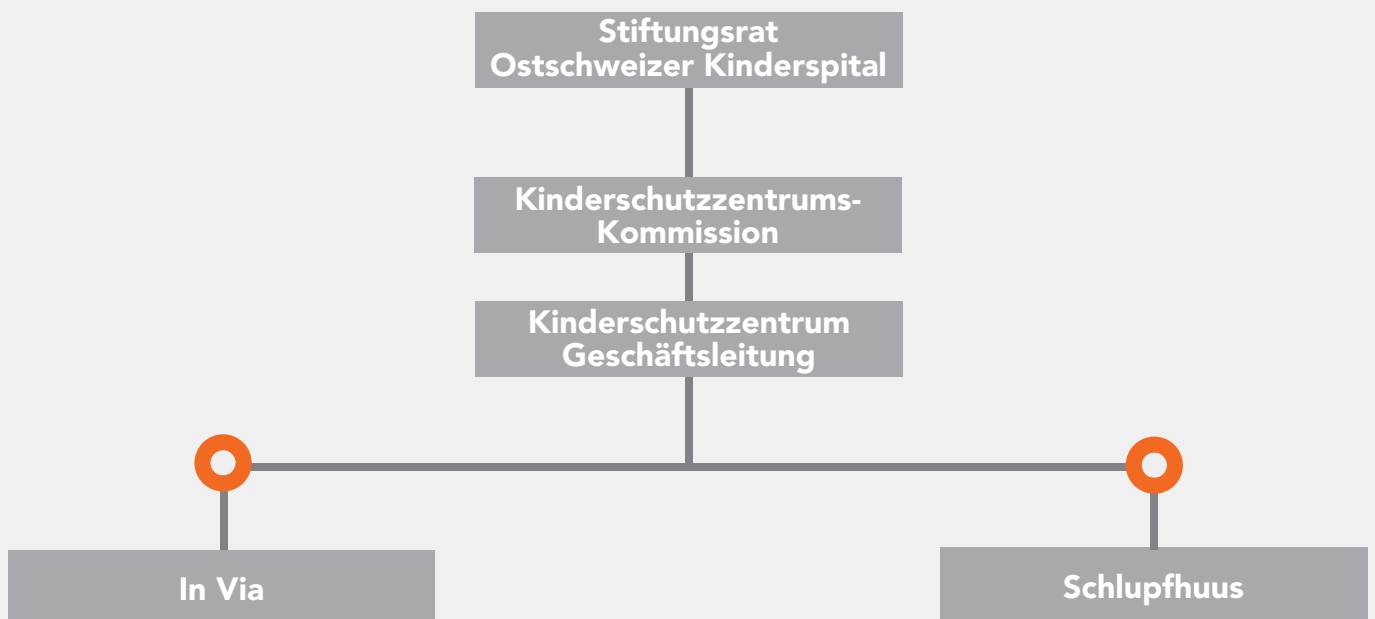 Stiftungsrat
Ostschweizer Kinderspital
Kinderschutzzentrums-
Kommission
Kinderschutzzentrum
Geschäftsleitung
In Via
Schlupfhuus